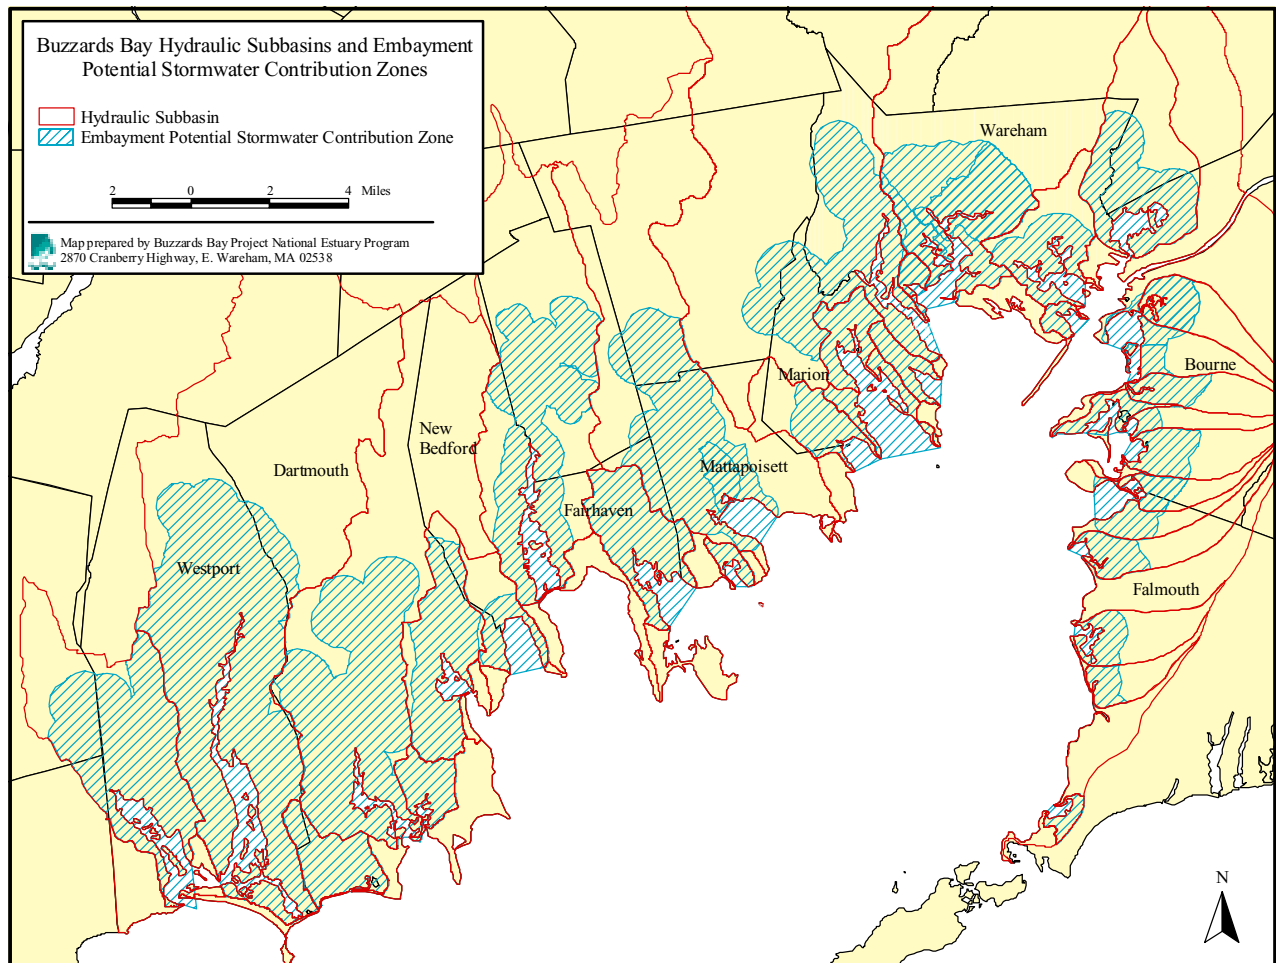 Buzzards Bay Hydraulic Subbasins and Embayment
Potential Stormwater Contribution Zones
Hydraulic Subbasin
Embayment Potential Stormwater Contribution Zone
2 0 2 4 Miles
Map prepared by Buzzards Bay Project National Estuary Program
2870 Cranberry Highway, E. Wareham, MA 02538
Wareham
Bourne
Marion
New
Bedford
Dartmouth
Mattapoisett
Fairhaven
Westport
Falmouth
N